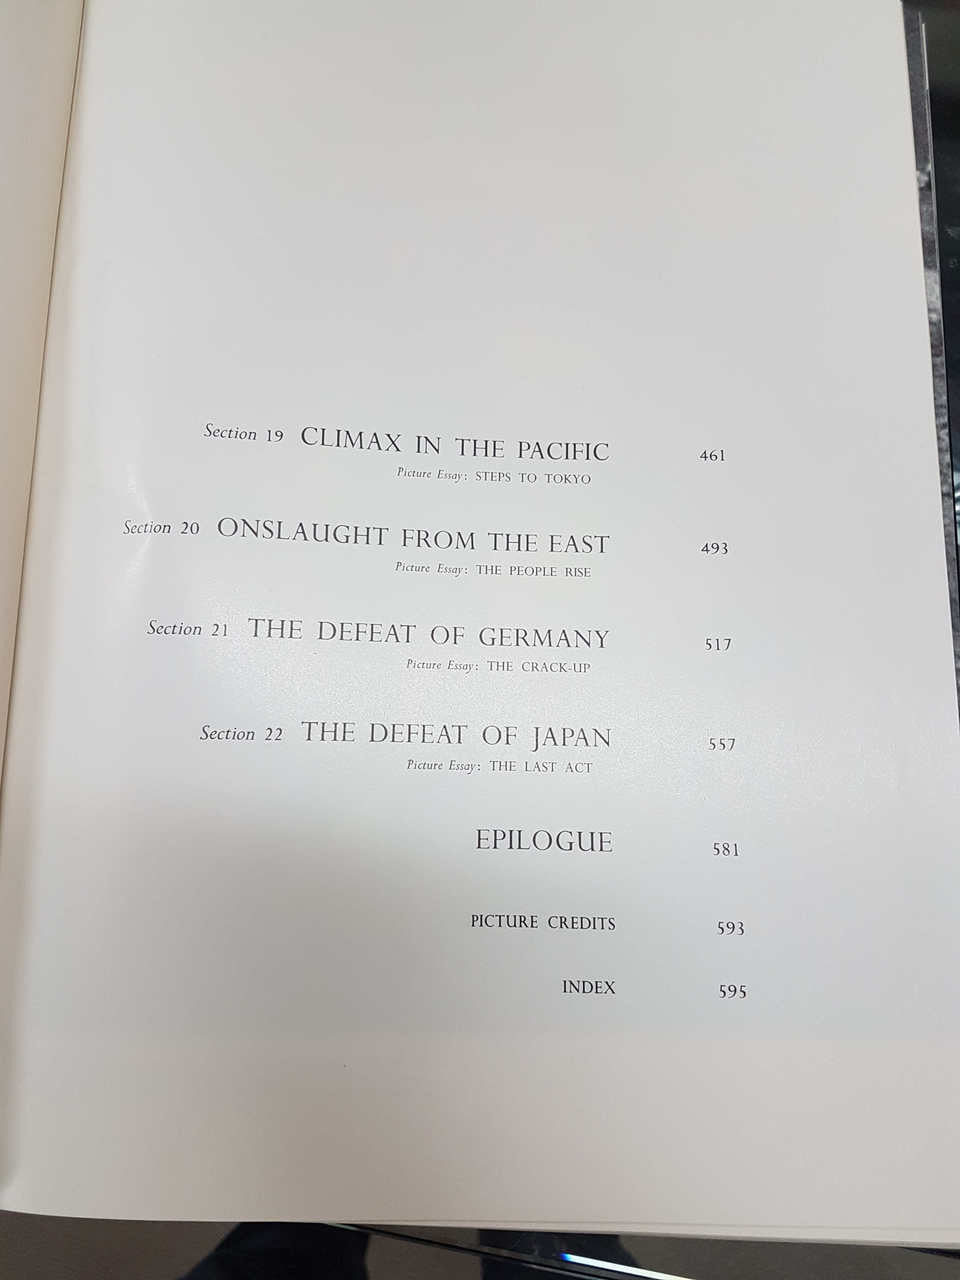 Section 19 CLIMAX IN THE PACIFIC 461
Picture Essay: STEPS TO TOKYO
Section 20 ONSLAUGHT FROM THE EAST 493
Picture Essay: THE PEOPLE RISE
Section 21 THE DEFEAT OF GERMANY 517
Picture Essay: THE CRACK-UP
Section 22 THE DEFEAT OF JAPAN 557
Picture Essay: THE LAST ACT
EPILOGUE 581
PICTURE CREDITS 593
INDEX 595